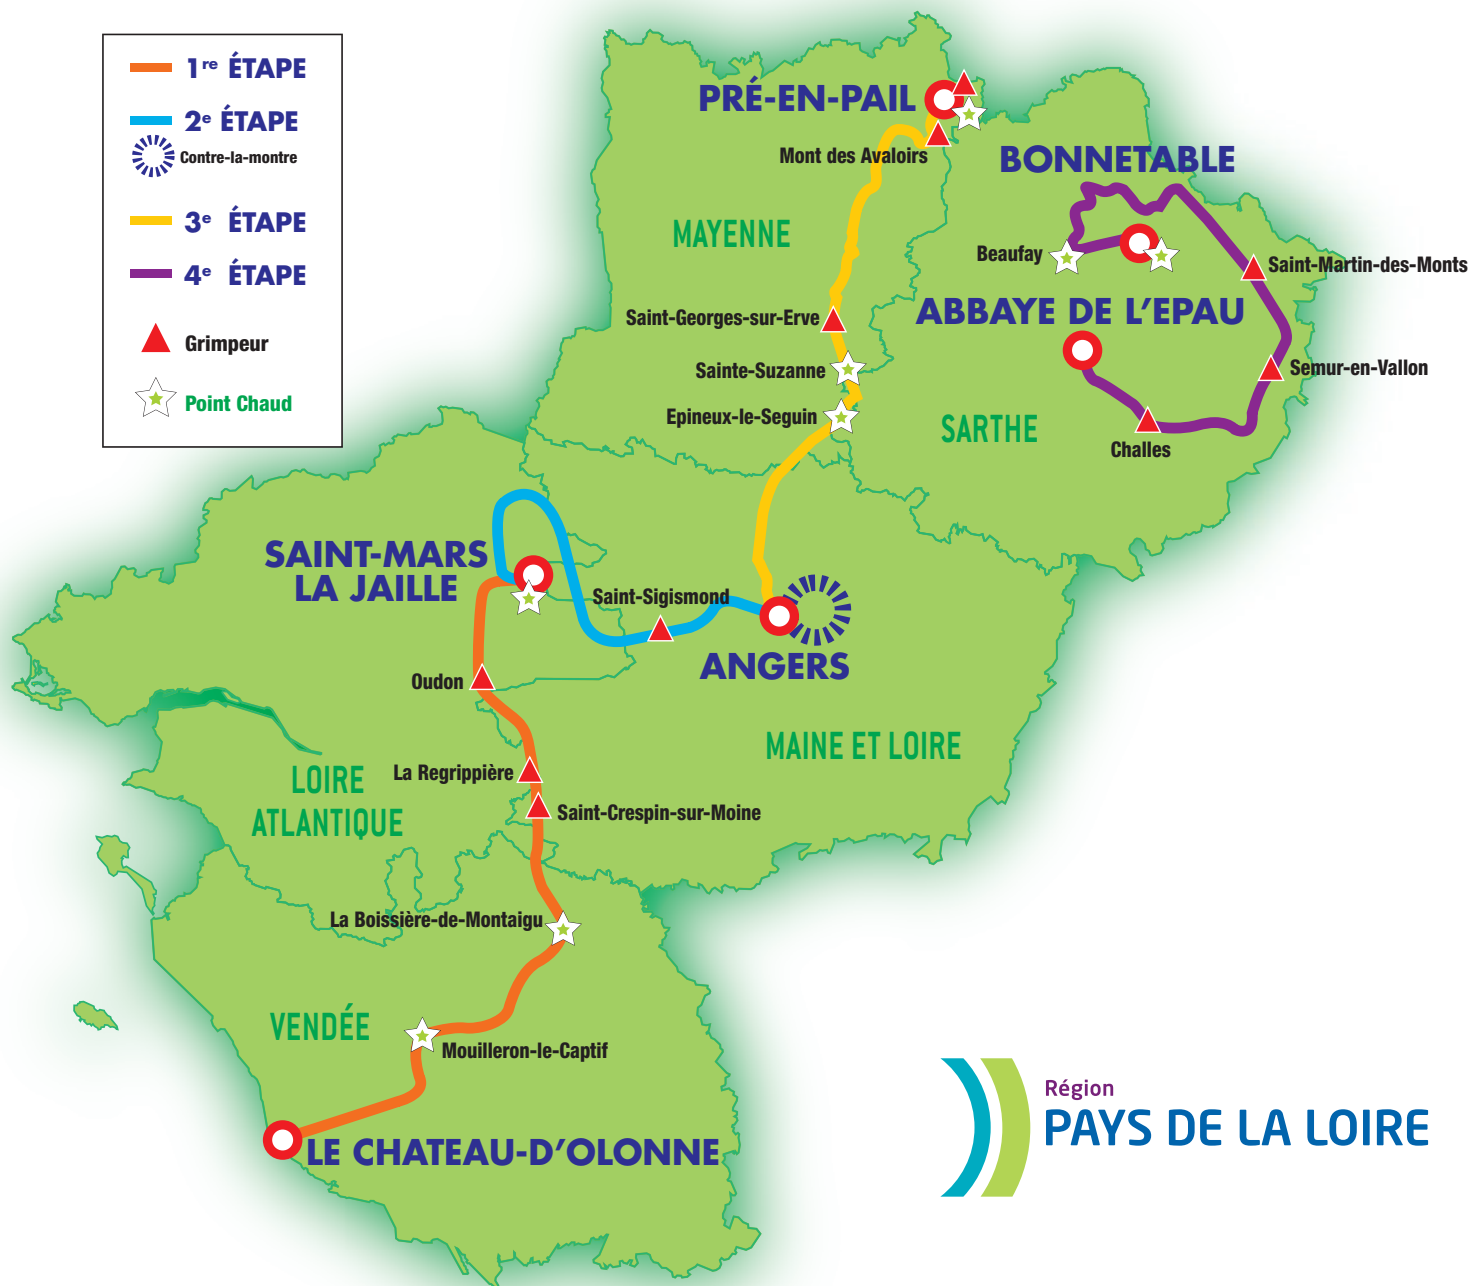 1re ÉTAPE
2e ÉTAPE
Contre-la-montre
3e ÉTAPE
4e ÉTAPE
Grimpeur
Point Chaud
PRÉ-EN-PAIL
Mont des Avaloirs
BONNETABLE
MAYENNE
Beaufay
Saint-Martin-des-Monts
ABBAYE DE L’EPAU
Saint-Georges-sur-Erve
Sainte-Suzanne
Semur-en-Vallon
Epineux-le-Seguin
SARTHE
Challes
SAINT-MARS
LA JAILLE
Saint-Sigismond
ANGERS
Oudon
MAINE ET LOIRE
La Regrippière
LOIRE
ATLANTIQUE
Saint-Crespin-sur-Moine
La Boissière-de-Montaigu
VENDÉE
Mouilleron-le-Captif
LE CHATEAU-D’OLONNE
Région
PAYS DE LA LOIRE